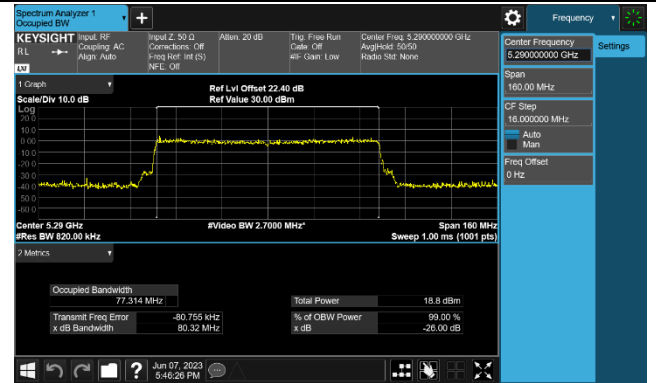 Spectrum Analyzer 1
Occupied BW
Frequency
KEYSIGHT
RL
LXI
Input: RF
Coupling: AC
Align: Auto
Input Z: 50 Ω
Corrections: Off
Freq Ref: Int (S)
NFE: Off
Atten: 20 dB
Trig: Free Run
Gate: Off
#IF Gain: Low
Center Freq: 5.290000000 GHz
Avg|Hold: 50/50
Radio Std: None
Center Frequency
5.290000000 GHz
Settings
Span
160.00 MHz
CF Step
16.000000 MHz
Auto
Man
Freq Offset
0 Hz
1 Graph
Scale/Div 10.0 dB
Ref Lvl Offset 22.40 dB
Ref Value 30.00 dBm
Log
20.0
10.0
0.00
-10.0
-20.0
-30.0
-40.0
-50.0
-60.0
Center 5.29 GHz
#Res BW 820.00 kHz
#Video BW 2.7000 MHz*
Span 160 MHz
Sweep 1.00 ms (1001 pts)
2 Metrics
Occupied Bandwidth
77.314 MHz
Total Power
18.8 dBm
Transmit Freq Error
-80.755 kHz
% of OBW Power
99.00 %
x dB Bandwidth
80.32 MHz
x dB
-26.00 dB
Jun 07, 2023
5:46:26 PM